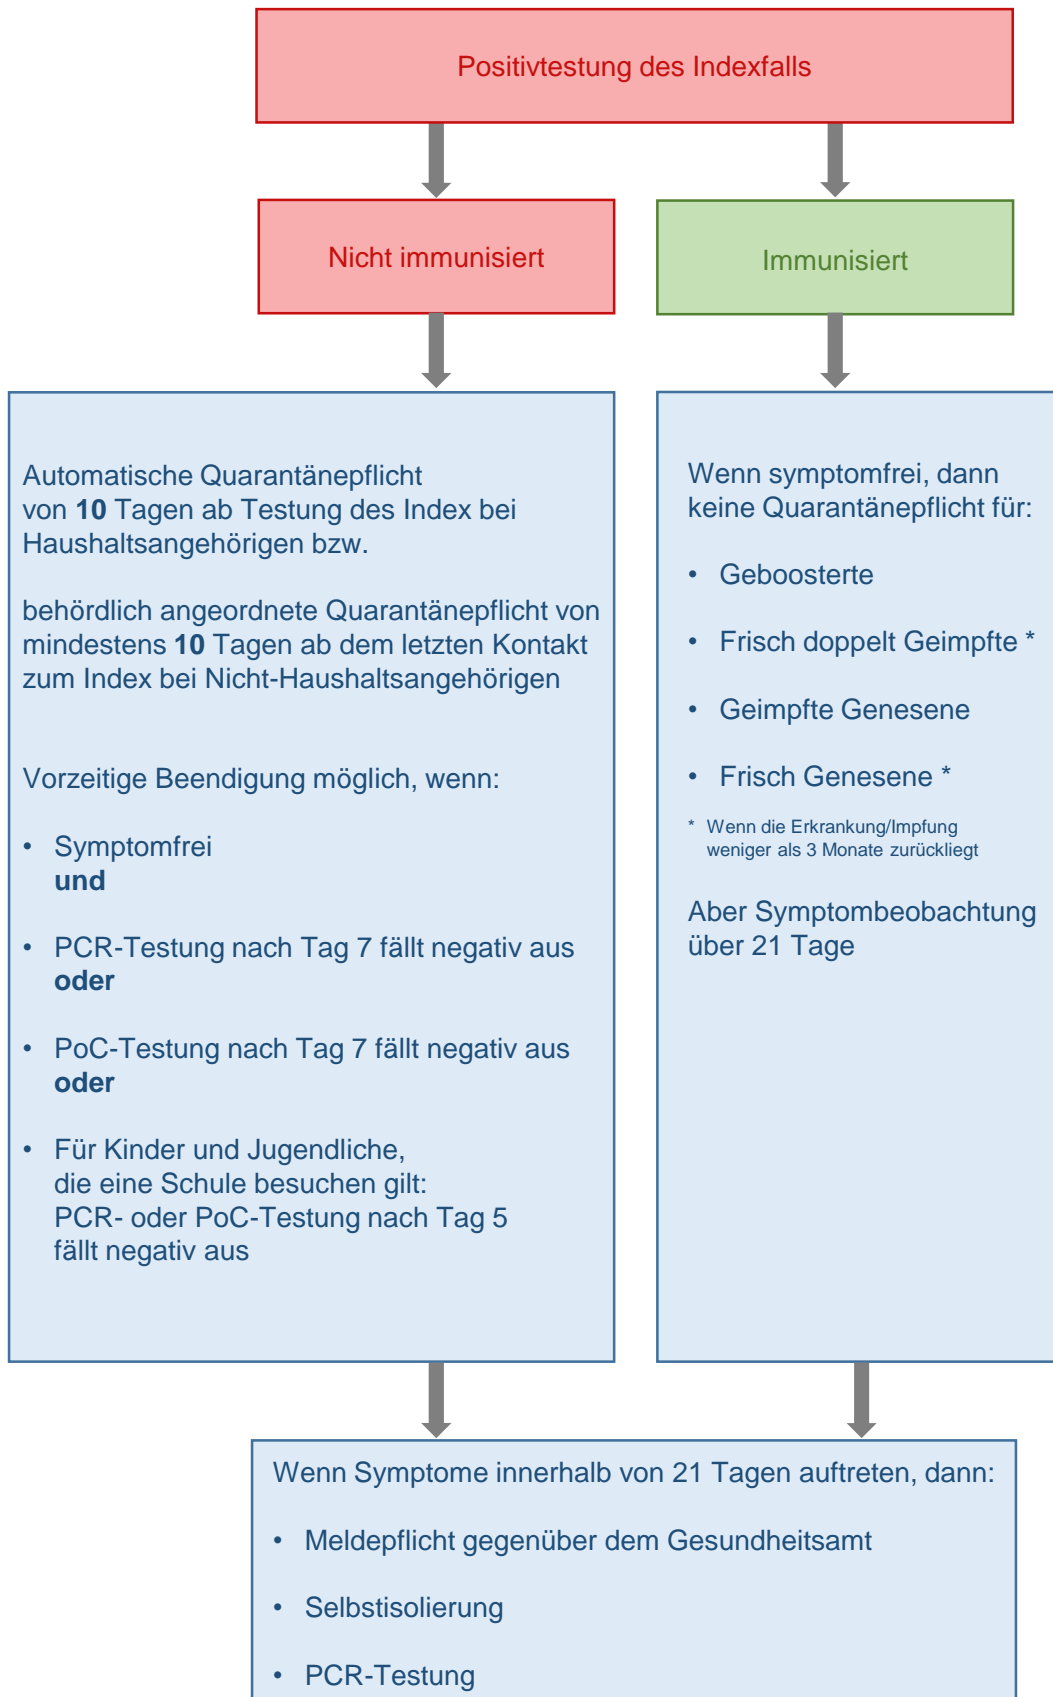 Positivtestung des Indexfalls
Nicht immunisiert
Immunisiert
Automatische Quarantänepflicht
von 10 Tagen ab Testung des Index bei
Haushaltsangehörigen bzw.
behördlich angeordnete Quarantänepflicht von
mindestens 10 Tagen ab dem letzten Kontakt
zum Index bei Nicht-Haushaltsangehörigen
Vorzeitige Beendigung möglich, wenn:
• Symptomfrei
und
• PCR-Testung nach Tag 7 fällt negativ aus
oder
• PoC-Testung nach Tag 7 fällt negativ aus
oder
• Für Kinder und Jugendliche,
die eine Schule besuchen gilt:
PCR- oder PoC-Testung nach Tag 5
fällt negativ aus
Wenn symptomfrei, dann
keine Quarantänepflicht für:
• Geboosterte
• Frisch doppelt Geimpfte *
• Geimpfte Genesene
• Frisch Genesene *
* Wenn die Erkrankung/Impfung
weniger als 3 Monate zurückliegt
Aber Symptombeobachtung
über 21 Tage
Wenn Symptome innerhalb von 21 Tagen auftreten, dann:
• Meldepflicht gegenüber dem Gesundheitsamt
• Selbstisolierung
• PCR-Testung